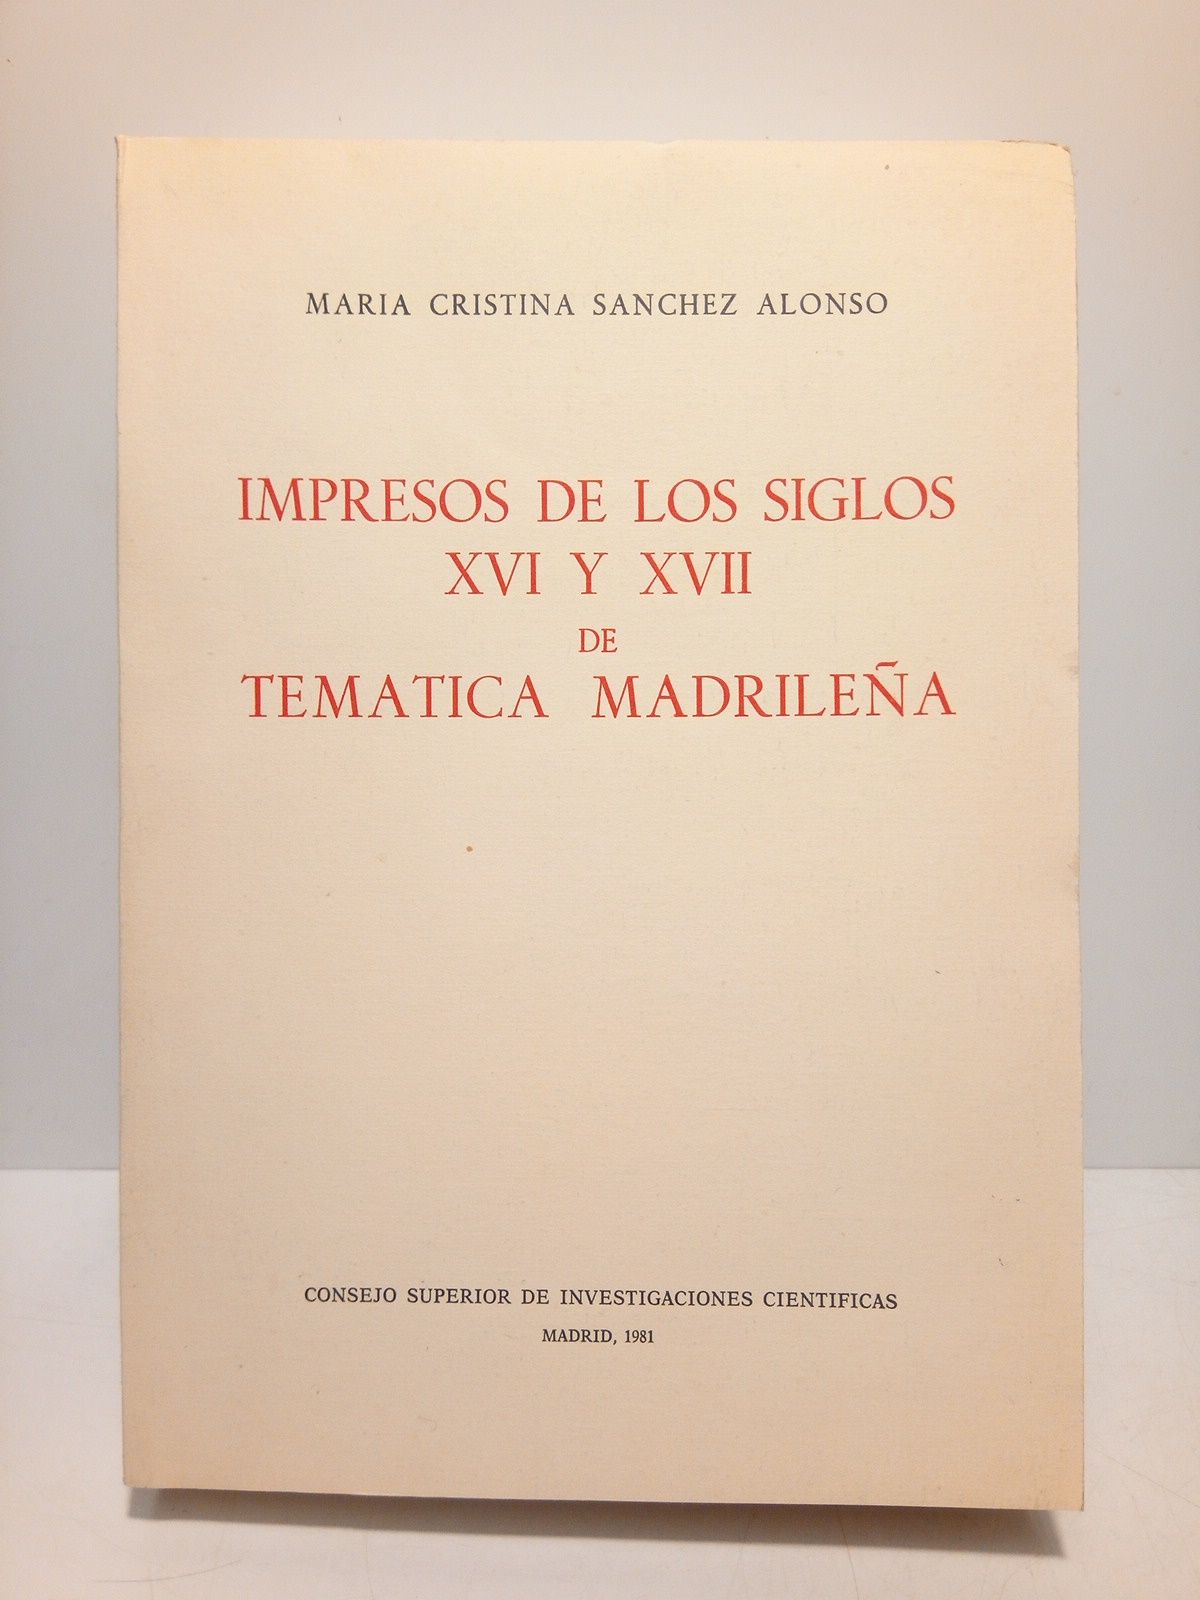 MARIA CRISTINA SANCHEZ ALONSO
IMPRESOS DE LOS SIGLOS
XVI Y XVII
DE
TEMATICA MADRILEÑA
CONSEJO SUPERIOR DE INVESTIGACIONES CIENTIFICAS
MADRID, 1981